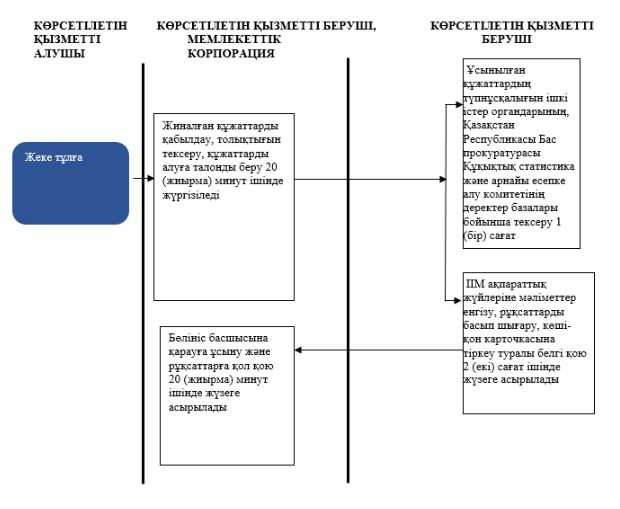 КӨРСЕТІЛЕТІН
ҚЫЗМЕТТІ
АЛУШЫ
КӨРСЕТІЛЕТІН ҚЫЗМЕТТІ БЕРУШІ,
МЕМЛЕКЕТТІК
КОРПОРАЦИЯ
КӨРСЕТІЛЕТІН ҚЫЗМЕТТІ
БЕРУШІ
Жеке тұлға
Жиналған құжаттарды
қабылдау, толықтығын
тексеру, құжаттарды
алуға талонды беру 20
(жиырма) минут ішінде
жүргізіледі
Ұсынылған
құжаттардың
түпнұсқалығын ішкі
істер органдарының,
Қазақстан
Республикасы Бас
прокуратурасы
Құқықтық статистика
және арнайы есепке
алу комитетінің
деректер базалары
бойынша тексеру 1
(бір) сағат
ІІМ ақпараттық
жүйлеріне мәліметтер
енгізу, рұқсаттарды
басып шығару, көші-
қон карточкасына
тіркеу туралы белгі қою
2 (екі) сағат ішінде
жүзеге асырылады
Бөлініс басшысына
қарауға ұсыну және
рұқсаттарға қол қою
20 (жиырма) минут
ішінде жүзеге
асырылады